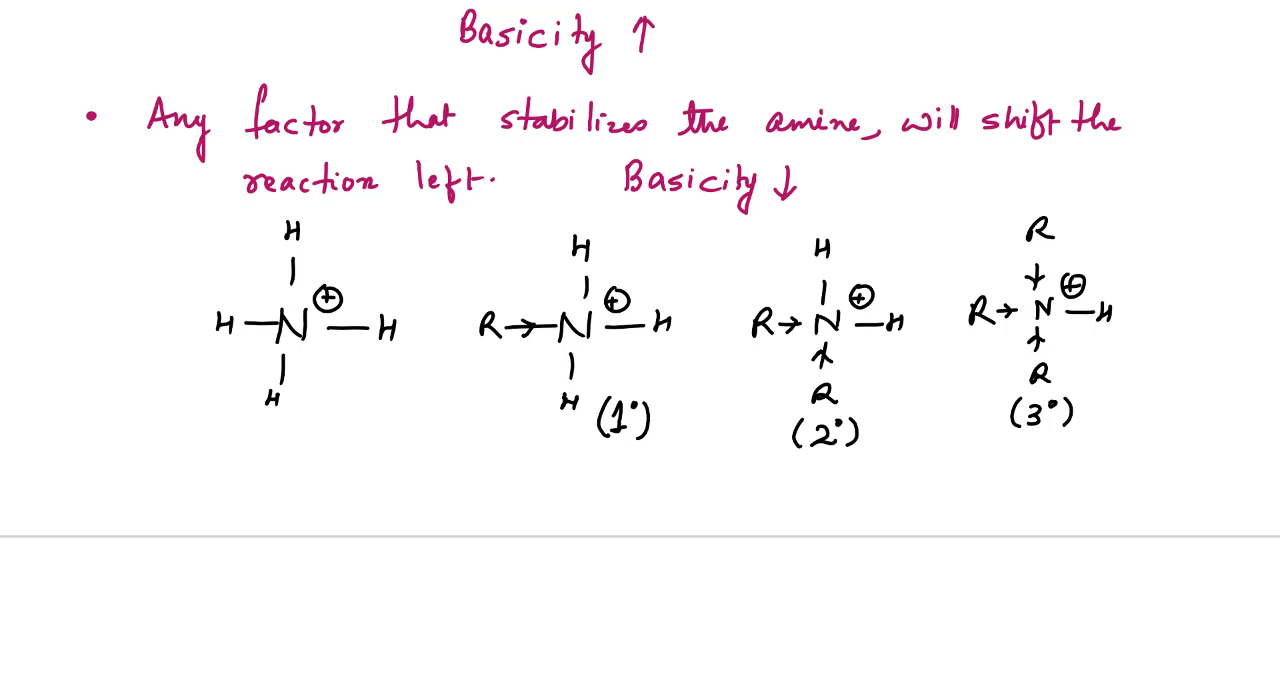 Basicity ↑
• Any factor that stabilizes the amine, will shift the
reaction left. Basicity ↓
H H H R
H—N⊕—H R→N⊕—H R→N⊕—H R→N⊕—H
H H R R
(1°) (2°) (3°)